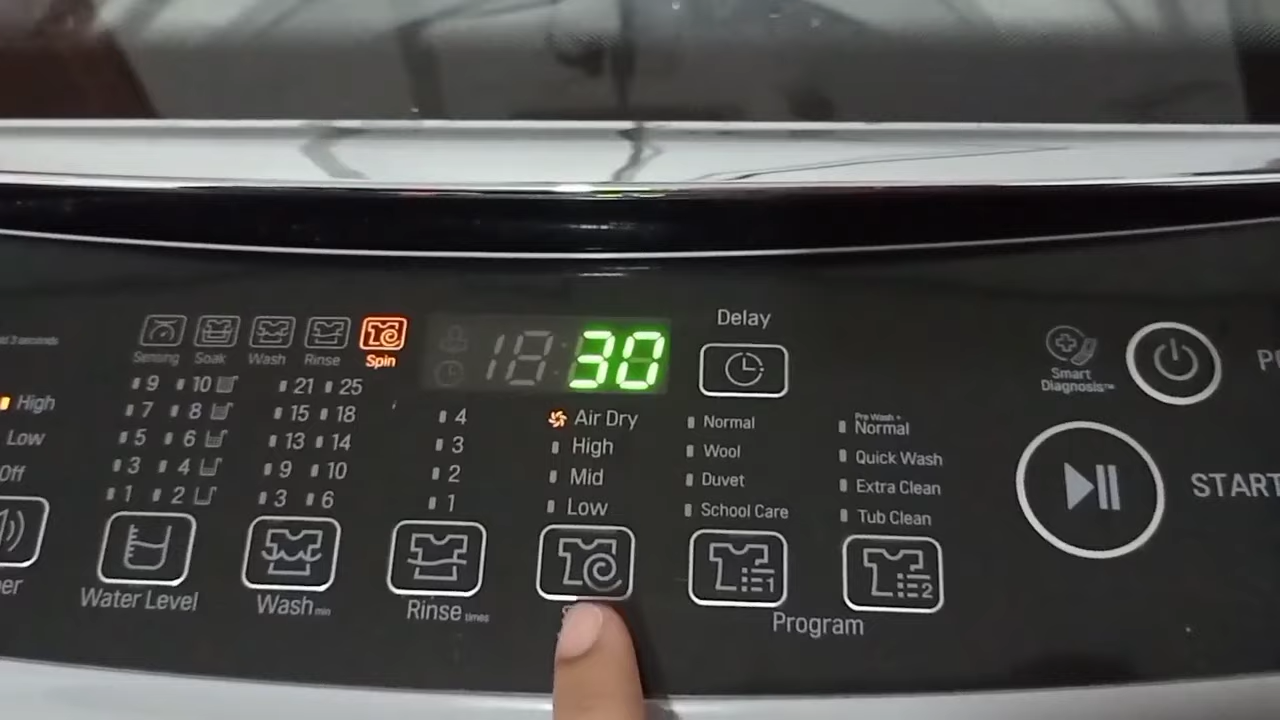 Delay
18:30
Sensing Soak Wash Rinse Spin
Smart
Diagnosis™
9 10 21 25
7 8 15 18 4 Air Dry Normal Pre Wash +
Normal
High
5 6 13 14 3 High Wool Quick Wash
Low
3 4 9 10 2 Mid Duvet Extra Clean
Off
1 2 3 6 1 Low School Care Tub Clean
START
1 2
Water Level Wash min Rinse times Program